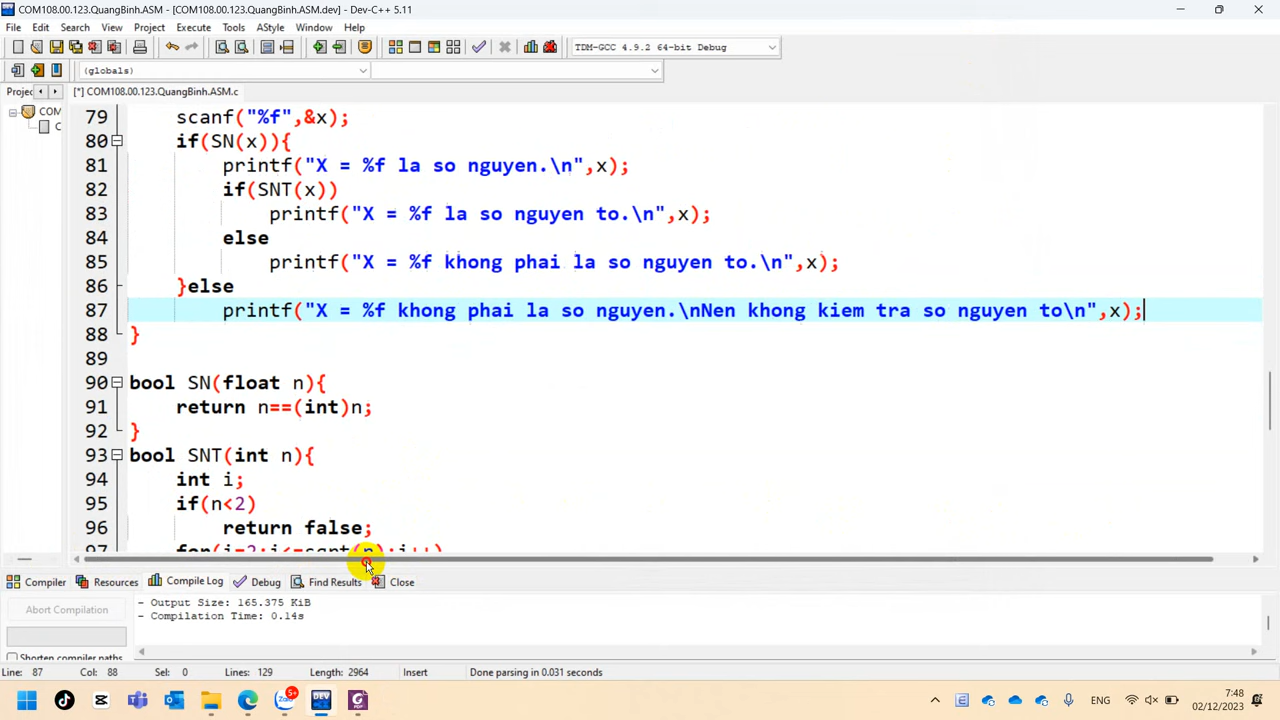 COM108.00.123.QuangBinh.ASM - [COM108.00.123.QuangBinh.ASM.dev] - Dev-C++ 5.11
File Edit Search View Project Execute Tools AStyle Window Help
TDM-GCC 4.9.2 64-bit Debug
(globals)
Projec [*] COM108.00.123.QuangBinh.ASM.c
COM
C
79 scanf("%f",&x);
80 if(SN(x)){
81 printf("X = %f la so nguyen.\n",x);
82 if(SNT(x))
83 printf("X = %f la so nguyen to.\n",x);
84 else
85 printf("X = %f khong phai la so nguyen to.\n",x);
86 }else
87 printf("X = %f khong phai la so nguyen.\nNen khong kiem tra so nguyen to\n",x);
88 }
89
90 bool SN(float n){
91 return n==(int)n;
92 }
93 bool SNT(int n){
94 int i;
95 if(n<2)
96 return false;
97 for(i=2;i<=sqrt(n);i++)
Compiler Resources Compile Log Debug Find Results Close
Abort Compilation
- Output Size: 165.375 KiB
- Compilation Time: 0.14s
Shorten compiler paths
Line: 87 Col: 88 Sel: 0 Lines: 129 Length: 2964 Insert Done parsing in 0.031 seconds
5+
Zalo
DEV
ENG
7:48
02/12/2023